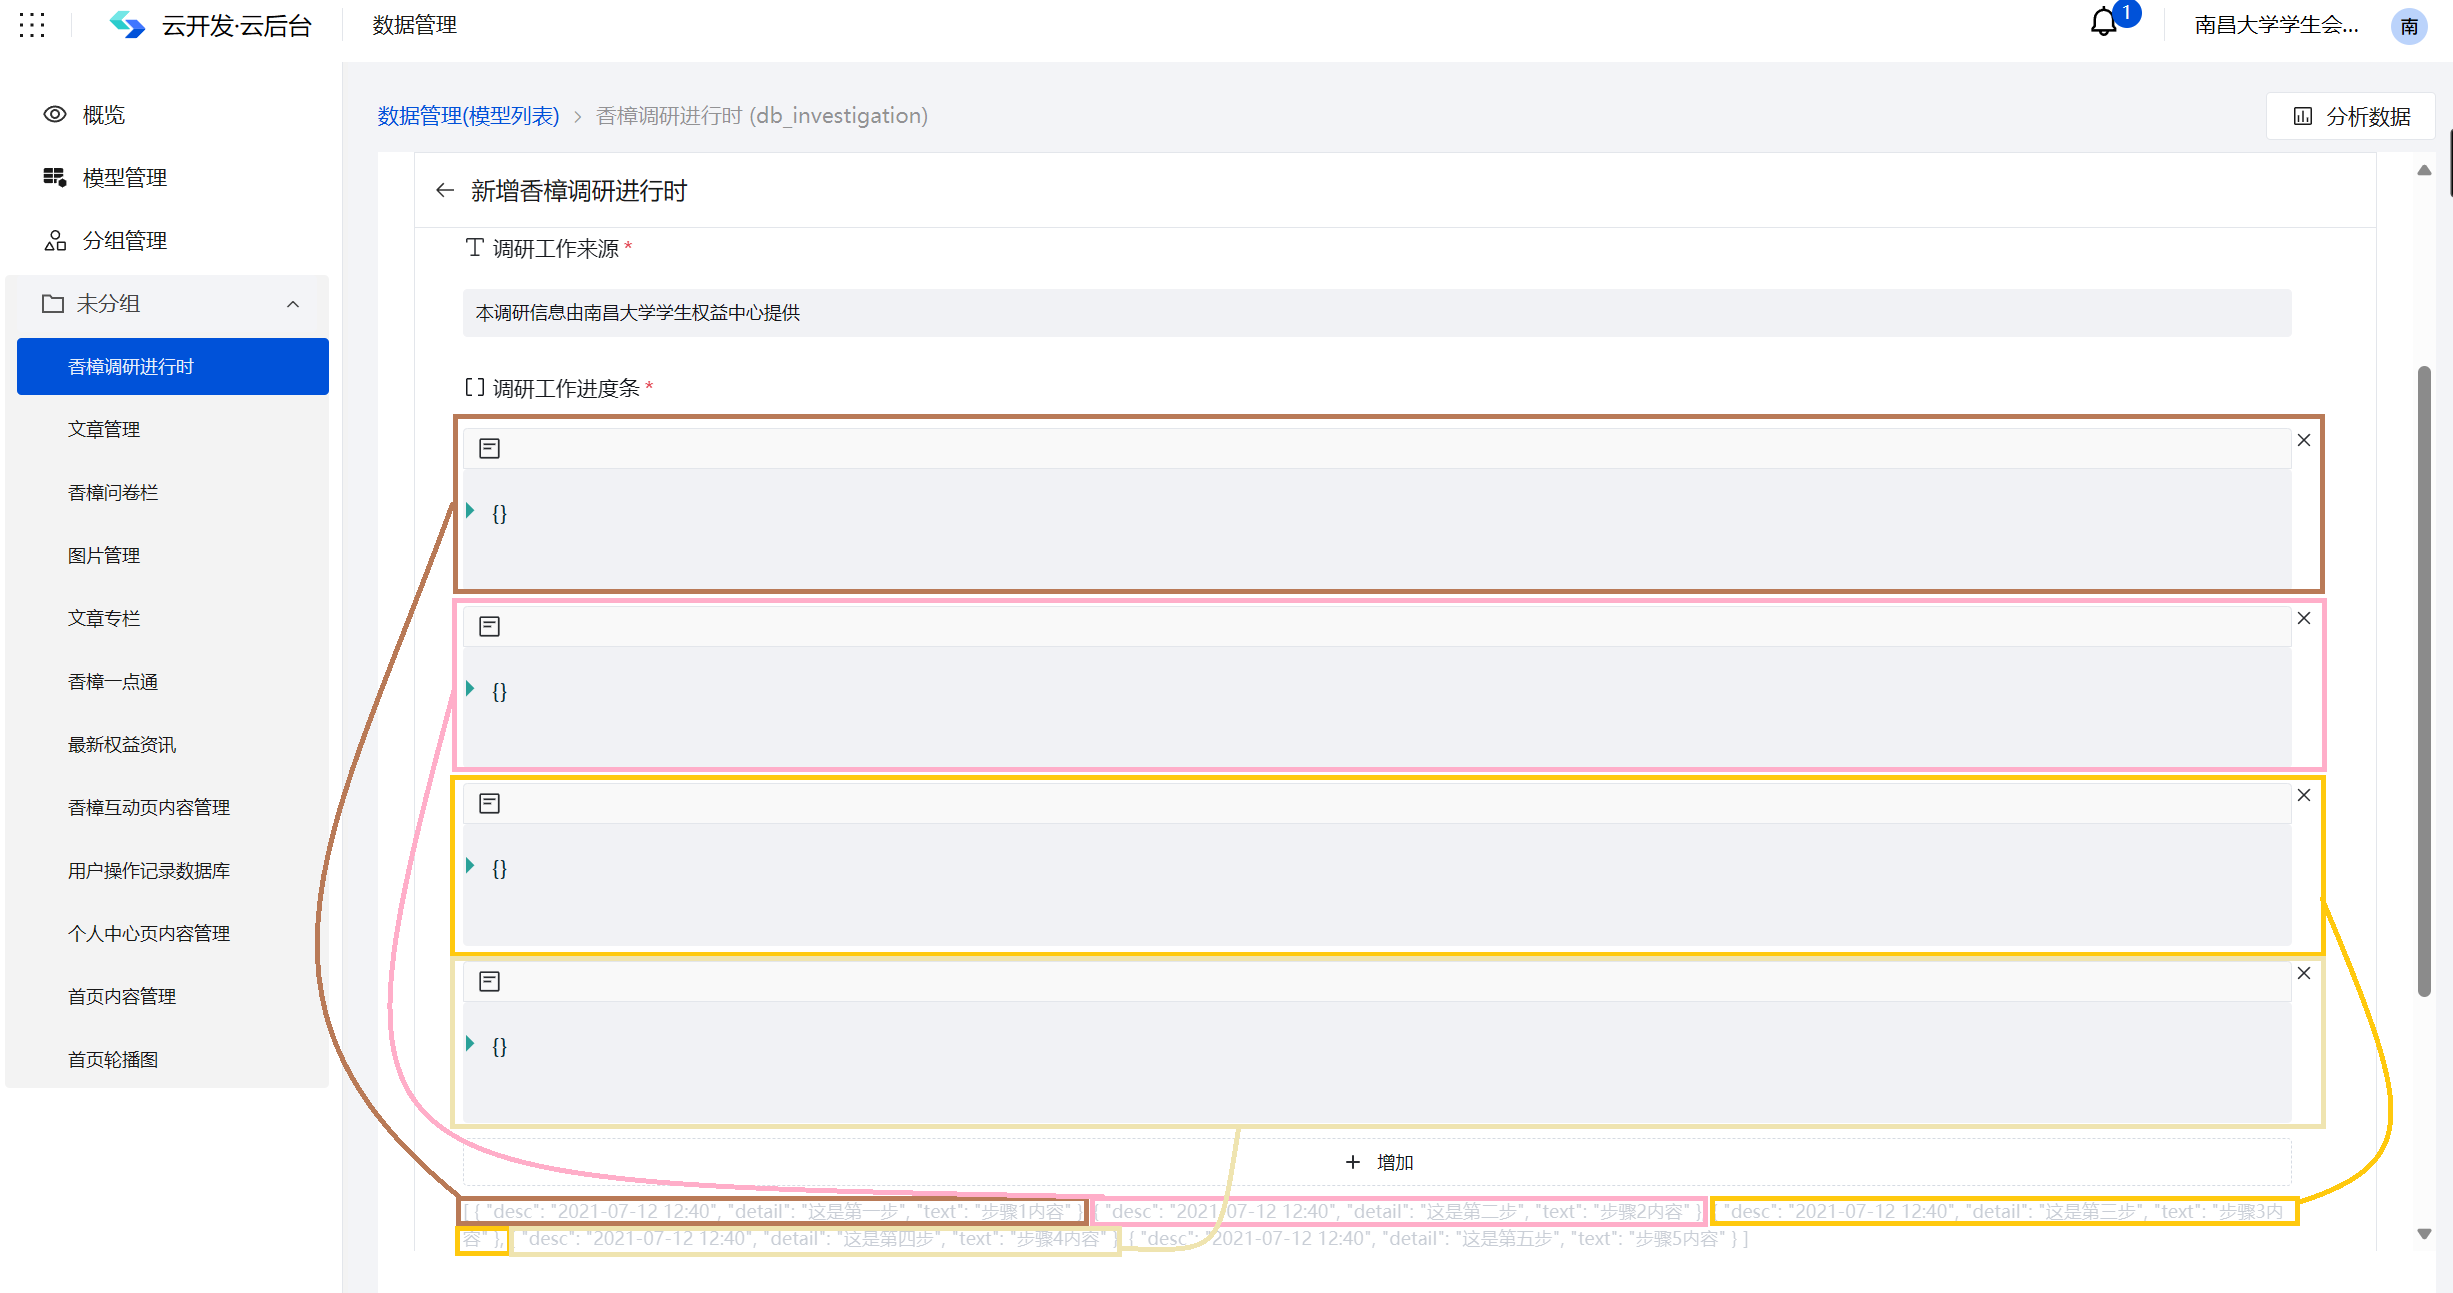 云开发·云后台
数据管理
1
南昌大学学生会...
南
概览
模型管理
分组管理
未分组
香樟调研进行时
文章管理
香樟问卷栏
图片管理
文章专栏
香樟一点通
最新权益资讯
香樟互动页内容管理
用户操作记录数据库
个人中心页内容管理
首页内容管理
首页轮播图
数据管理(模型列表) > 香樟调研进行时 (db_investigation)
分析数据
← 新增香樟调研进行时
T 调研工作来源 *
本调研信息由南昌大学学生权益中心提供
[] 调研工作进度条 *
{}
{}
{}
{}
+ 增加
[ { "desc": "2021-07-12 12:40", "detail": "这是第一步", "text": "步骤1内容" }, { "desc": "2021-07-12 12:40", "detail": "这是第二步", "text": "步骤2内容" }, { "desc": "2021-07-12 12:40", "detail": "这是第三步", "text": "步骤3内
容" }, { "desc": "2021-07-12 12:40", "detail": "这是第四步", "text": "步骤4内容" }, { "desc": "2021-07-12 12:40", "detail": "这是第五步", "text": "步骤5内容" } ]